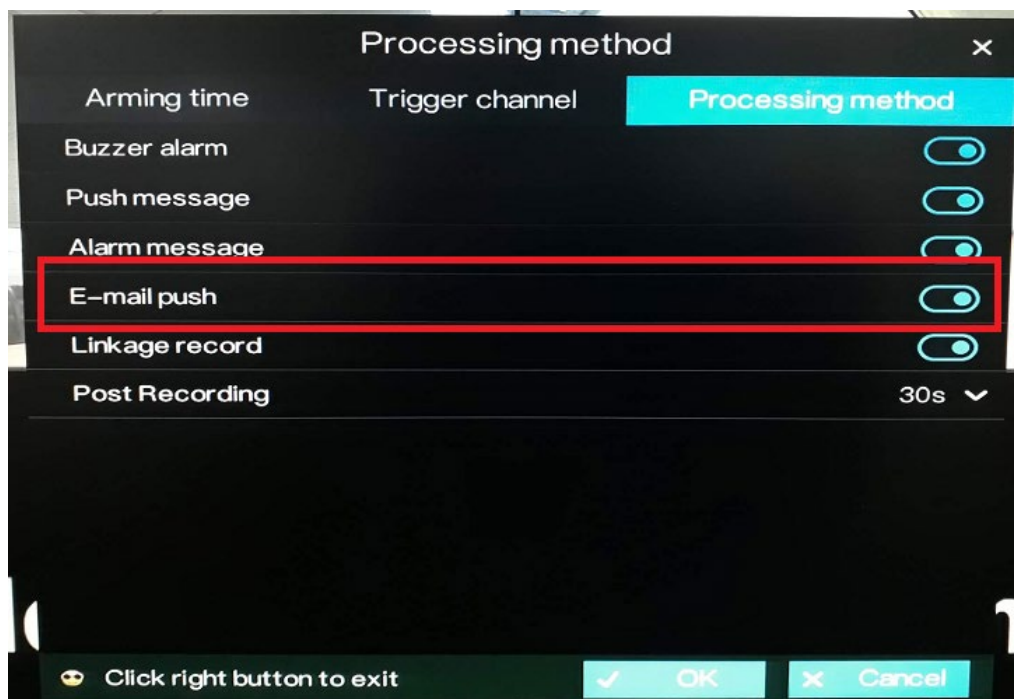 Processing method
Arming time Trigger channel Processing method
Buzzer alarm
Push message
Alarm message
E-mail push
Linkage record
Post Recording 30s
Click right button to exit OK Cancel